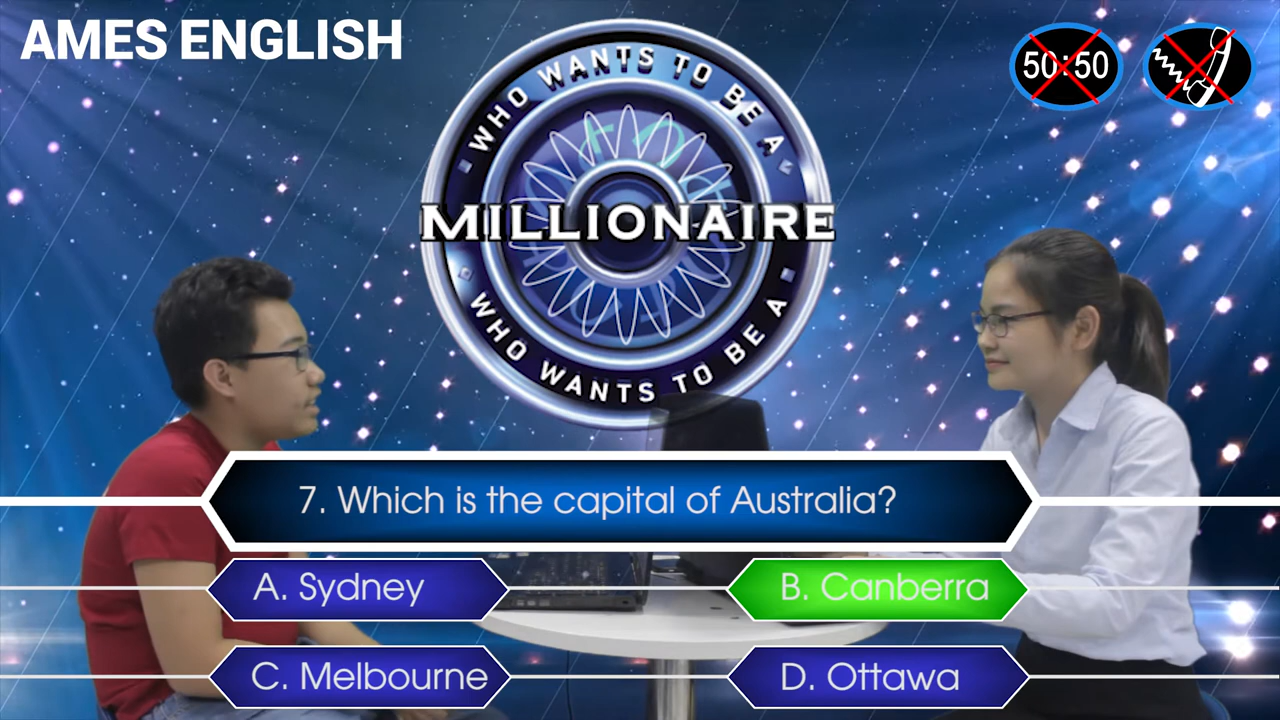 AMES ENGLISH
50:50
WHO WANTS TO BE A
MILLIONAIRE
WHO WANTS TO BE A
7. Which is the capital of Australia?
A. Sydney
B. Canberra
C. Melbourne
D. Ottawa